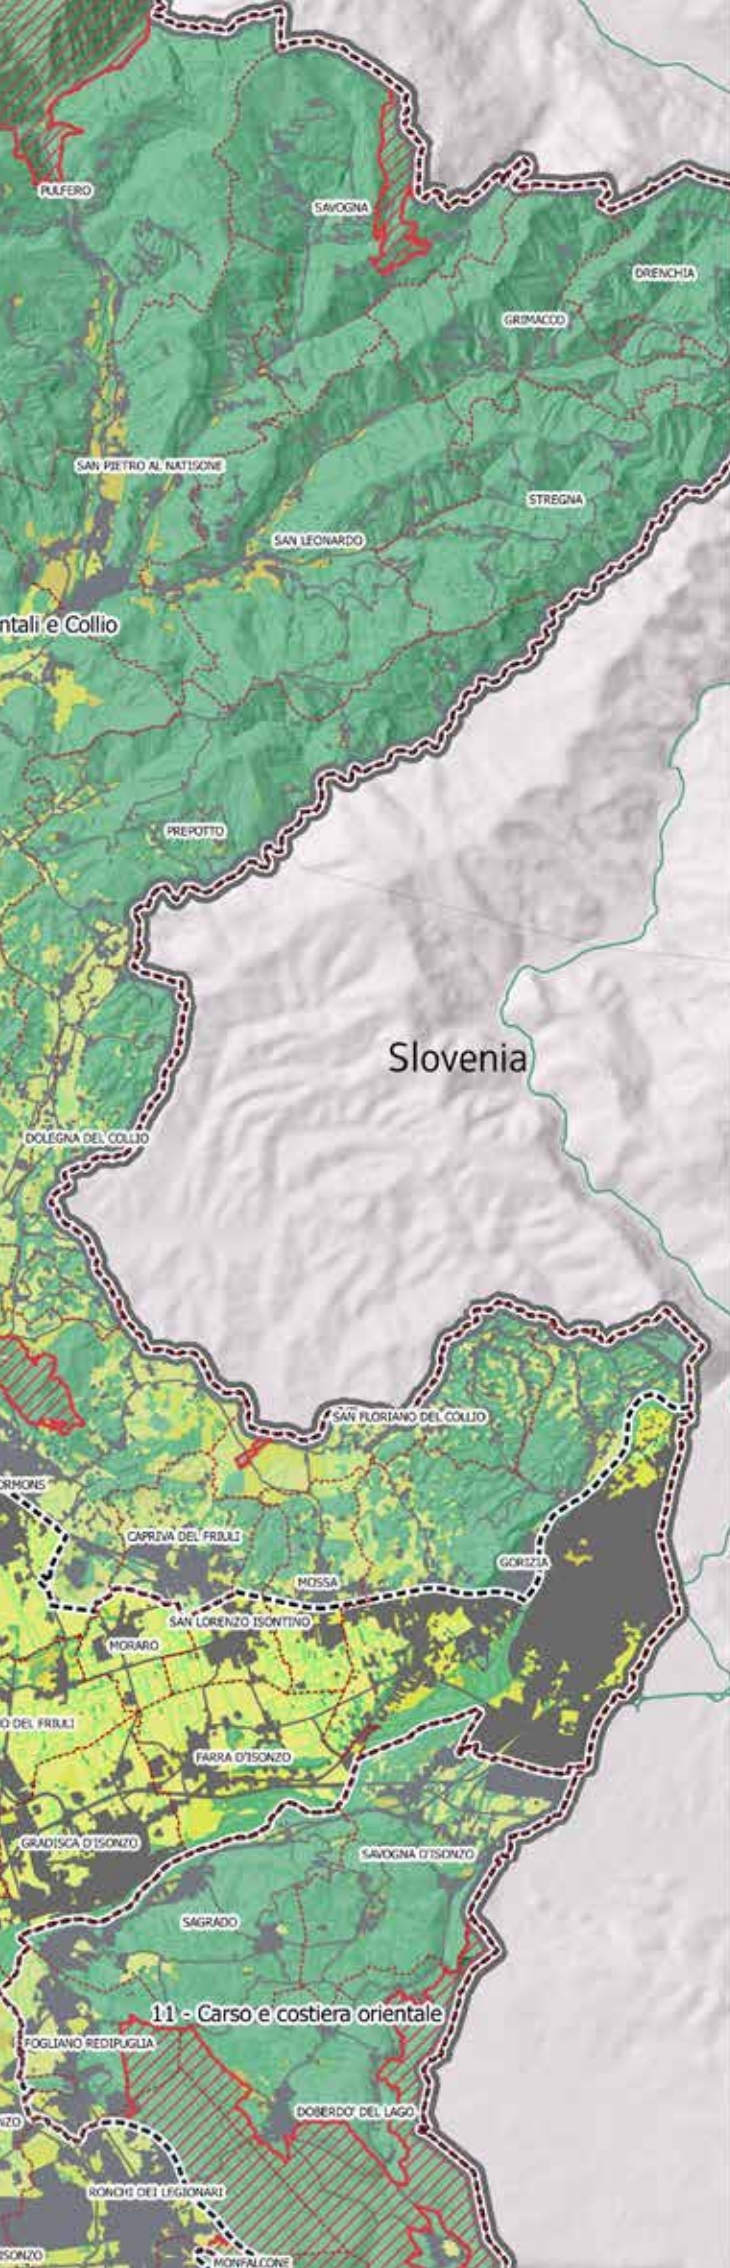 PULFERO
SAVOGNA
DRENCHIA
GRIMACCO
SAN PIETRO AL NATISONE
STREGNA
SAN LEONARDO
ntali e Collio
PREPOTTO
Slovenia
DOLEGNA DEL COLLIO
SAN FLORIANO DEL COLLIO
ORMONS
CAPRIVA DEL FRIULI
GORIZIA
MOSSA
SAN LORENZO ISONTINO
MORARO
O DEL FRIULI
FARRA D'ISONZO
GRADISCA D'ISONZO
SAVOGNA D'ISONZO
SAGRADO
11 - Carso e costiera orientale
FOGLIANO REDIPUGLIA
DOBERDO' DEL LAGO
NZO
RONCHI DEI LEGIONARI
ISONZO
MONFALCONE